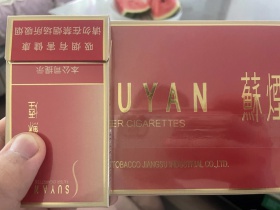 本公司提示
吸烟有害健康
请勿在禁烟场所吸烟
SUYAN
UYAN
蘇煙
ER CIGARETTES
TOBACCO JIANGSU INDUSTRIAL CO.,LTD.